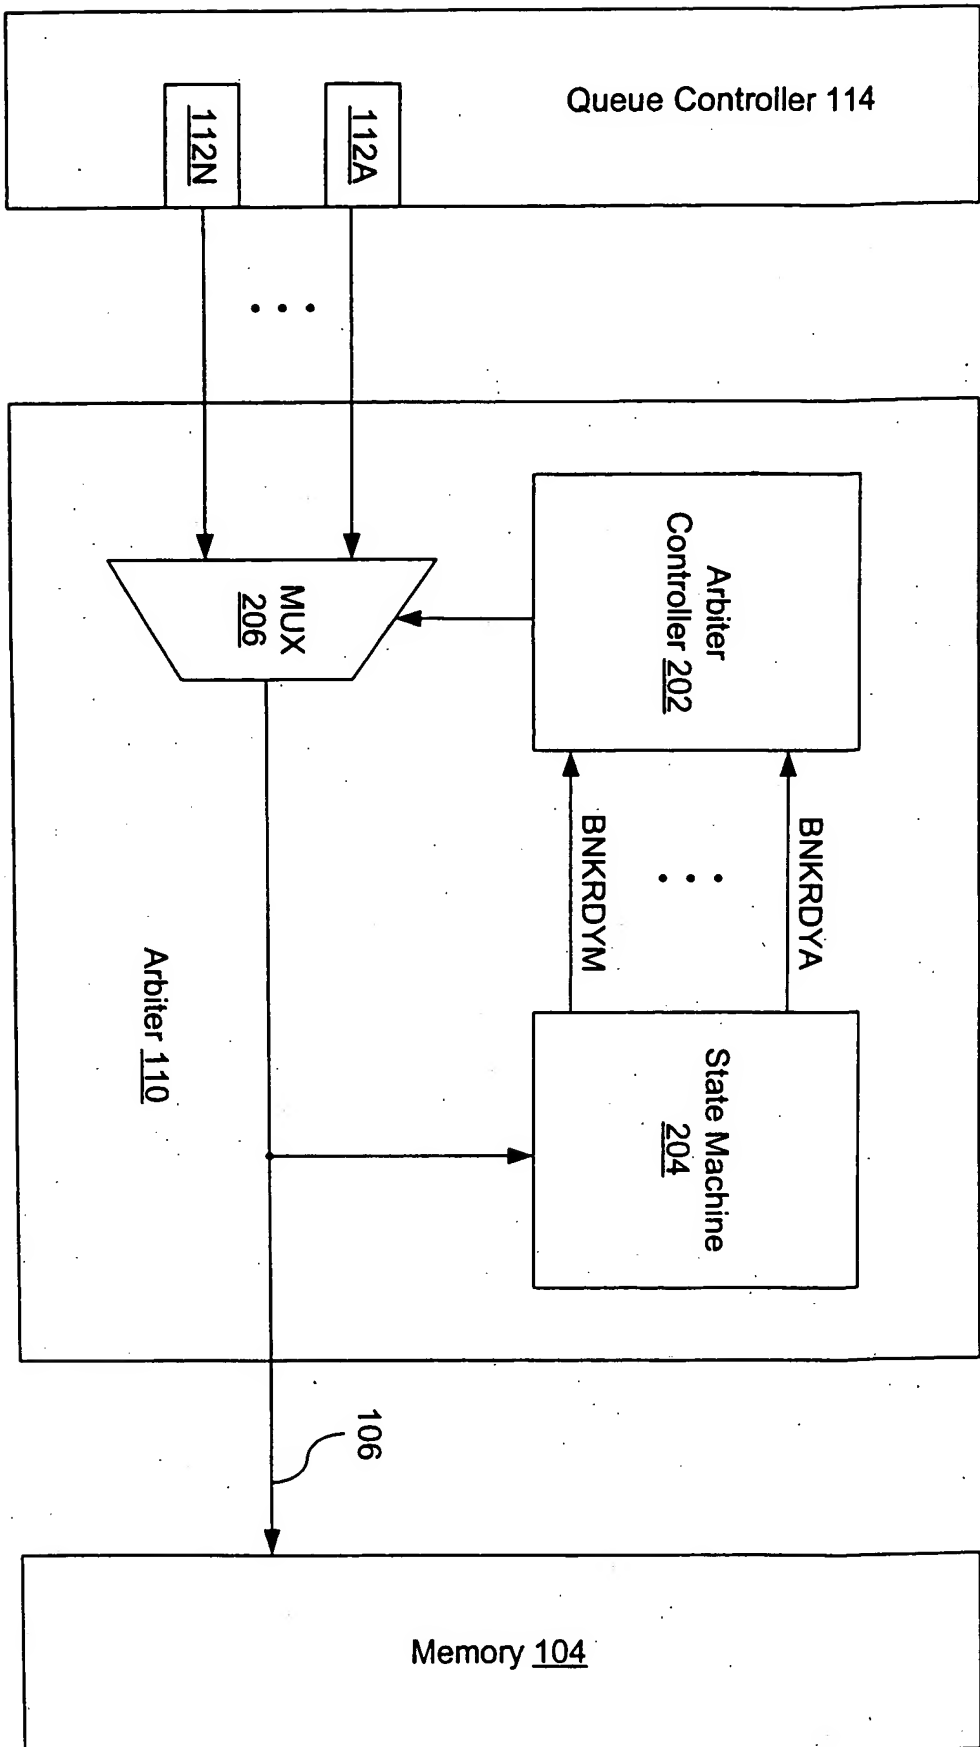 Queue Controller 114
112A
112N
Arbiter
Controller 202
MUX
206
BNKRDYA
BNKRDYM
State Machine
204
Arbiter 110
106
Memory 104